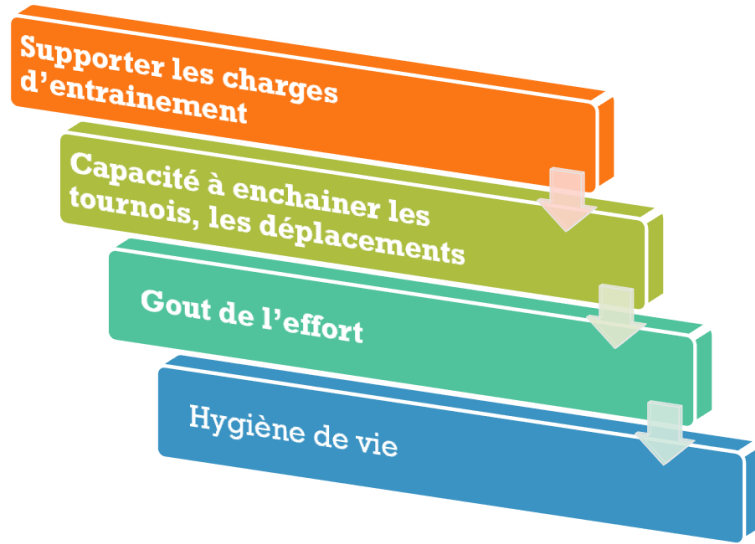 Supporter les charges
d'entrainement
Capacité à enchainer les
tournois, les déplacements
Gout de l'effort
Hygiène de vie